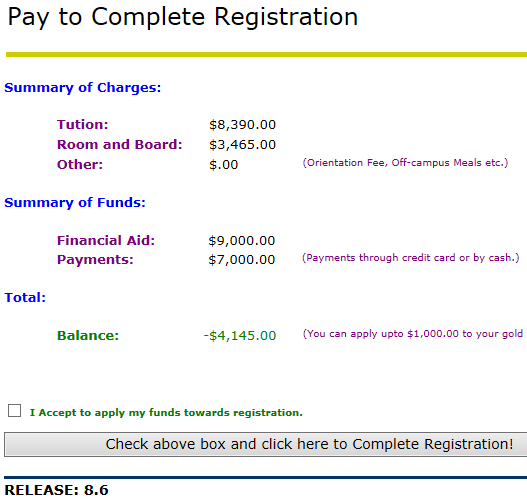 Pay to Complete Registration
Summary of Charges:
Tution: $8,390.00
Room and Board: $3,465.00
Other: $.00 (Orientation Fee, Off-campus Meals etc.)
Summary of Funds:
Financial Aid: $9,000.00
Payments: $7,000.00 (Payments through credit card or by cash.)
Total:
Balance: -$4,145.00 (You can apply upto $1,000.00 to your gold
I Accept to apply my funds towards registration.
Check above box and click here to Complete Registration!
RELEASE: 8.6